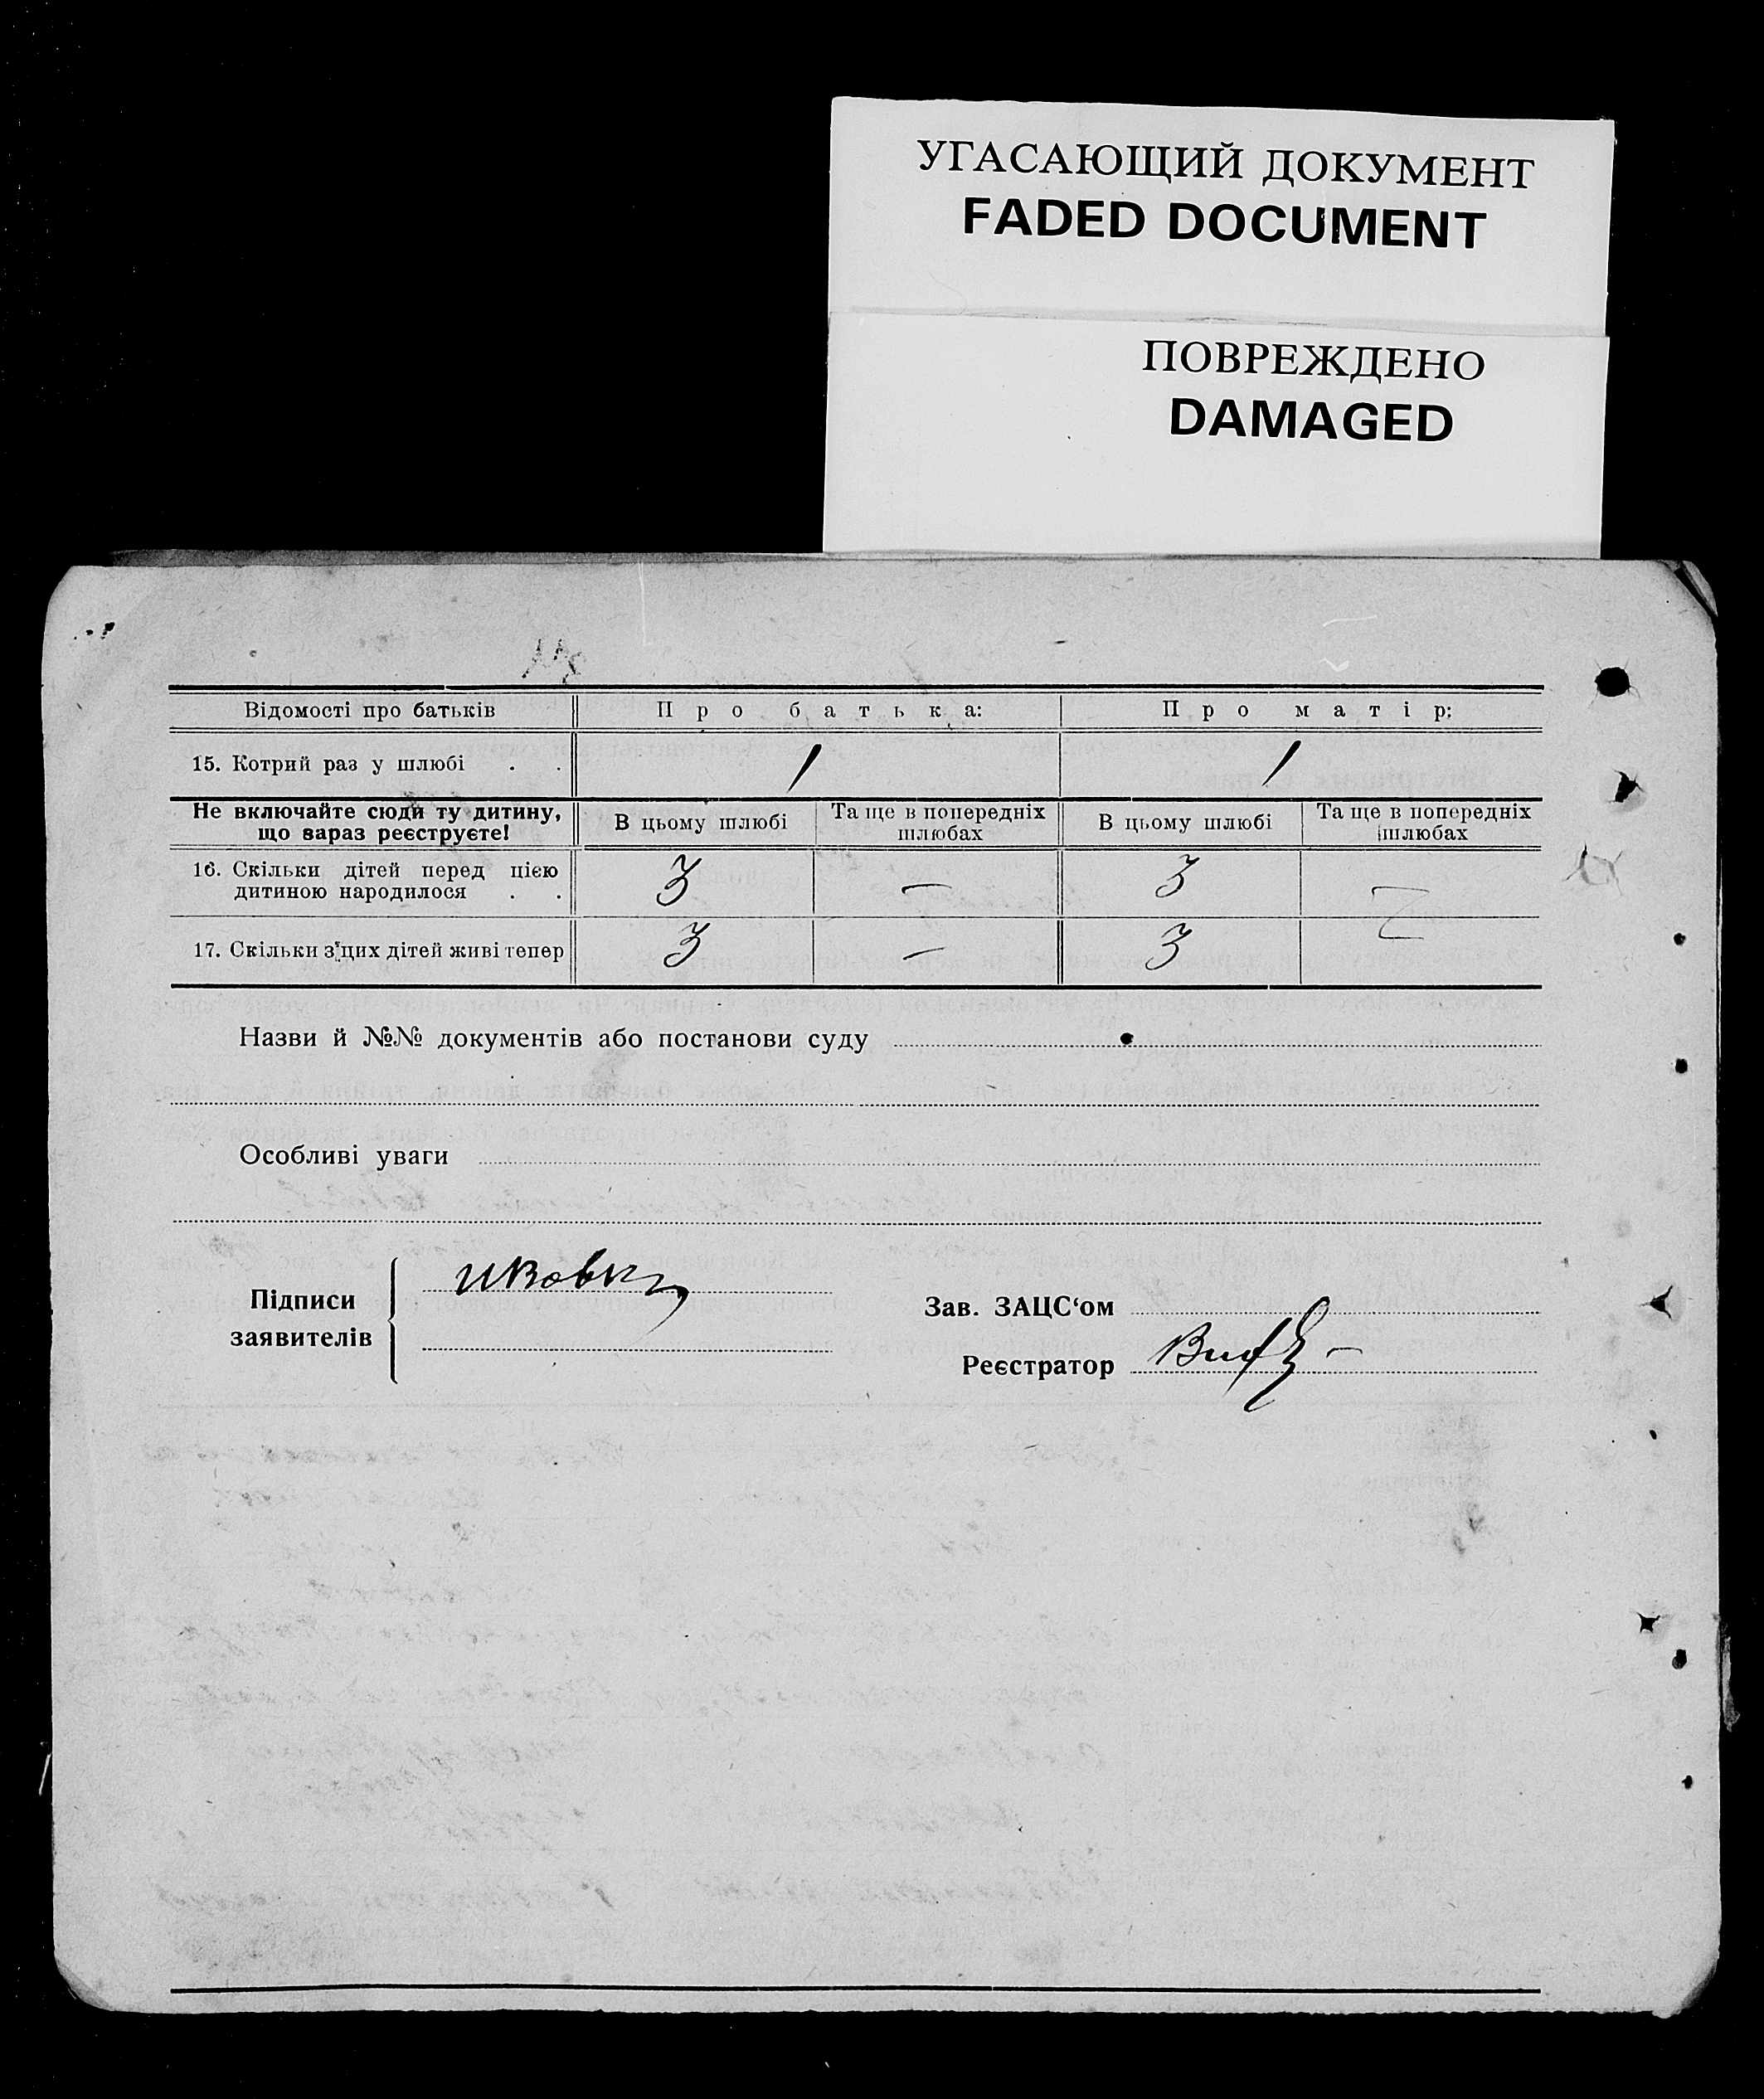 УГАСАЮЩИЙ ДОКУМЕНТ
FADED DOCUMENT
ПОВРЕЖДЕНО
DAMAGED
Відомості про батьків Про батька: Про матір:
15. Котрий раз у шлюбі . . 1 1
Не включайте сюди ту дитину, що вараз реєструєте! В цьому шлюбі Та ще в попередніх шлюбах В цьому шлюбі Та ще в попередніх шлюбах
16. Скільки дітей перед цією
дитиною народилося . . 3 — 3 —
17. Скільки з'цих дітей живі тепер 3 — 3 —
Назви й №№ документів або постанови суду
Особливі уваги
Підписи
заявителів
Зав. ЗАЦС‘ом
Реєстратор